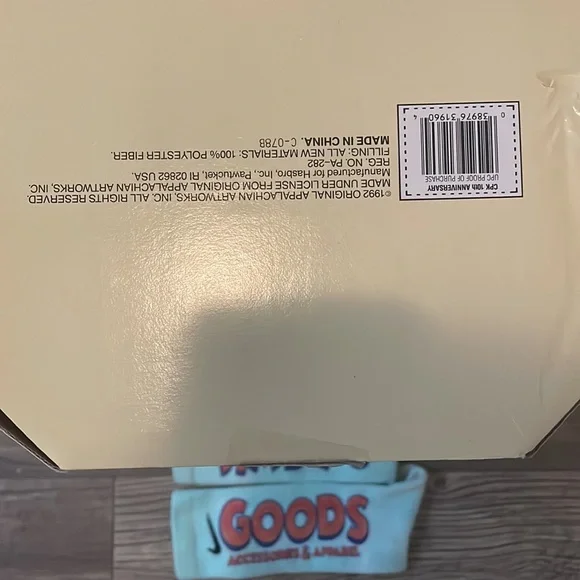 ©1992 ORIGINAL APPALACHIAN ARTWORKS, INC. ALL RIGHTS RESERVED
MADE UNDER LICENSE FROM ORIGINAL APPALACHIAN ARTWORKS, INC.
Manufactured for Hasbro, Inc., Pawtucket, RI 02862 USA.
REG. NO. PA-282
FILLING: ALL NEW MATERIALS: 100% POLYESTER FIBER.
MADE IN CHINA. C-078B
CPK 10th ANNIVERSARY
UPC PROOF OF PURCHASE
0 38976 31960 4
GOODS
ACCESSORIES & APPAREL